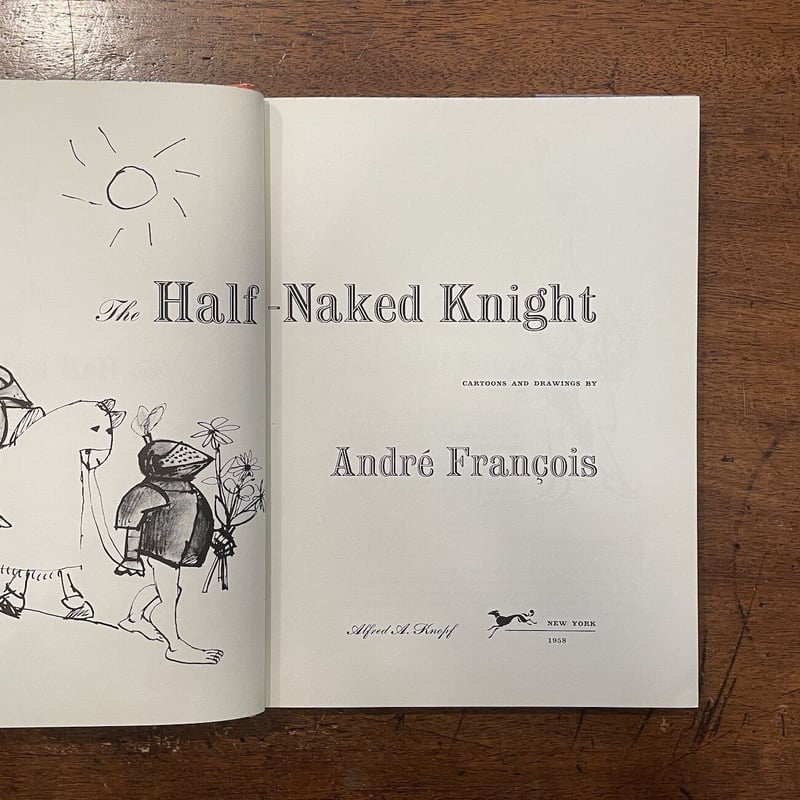 The Half-Naked Knight
CARTOONS AND DRAWINGS BY
André François
Alfred A. Knopf
NEW YORK
1958